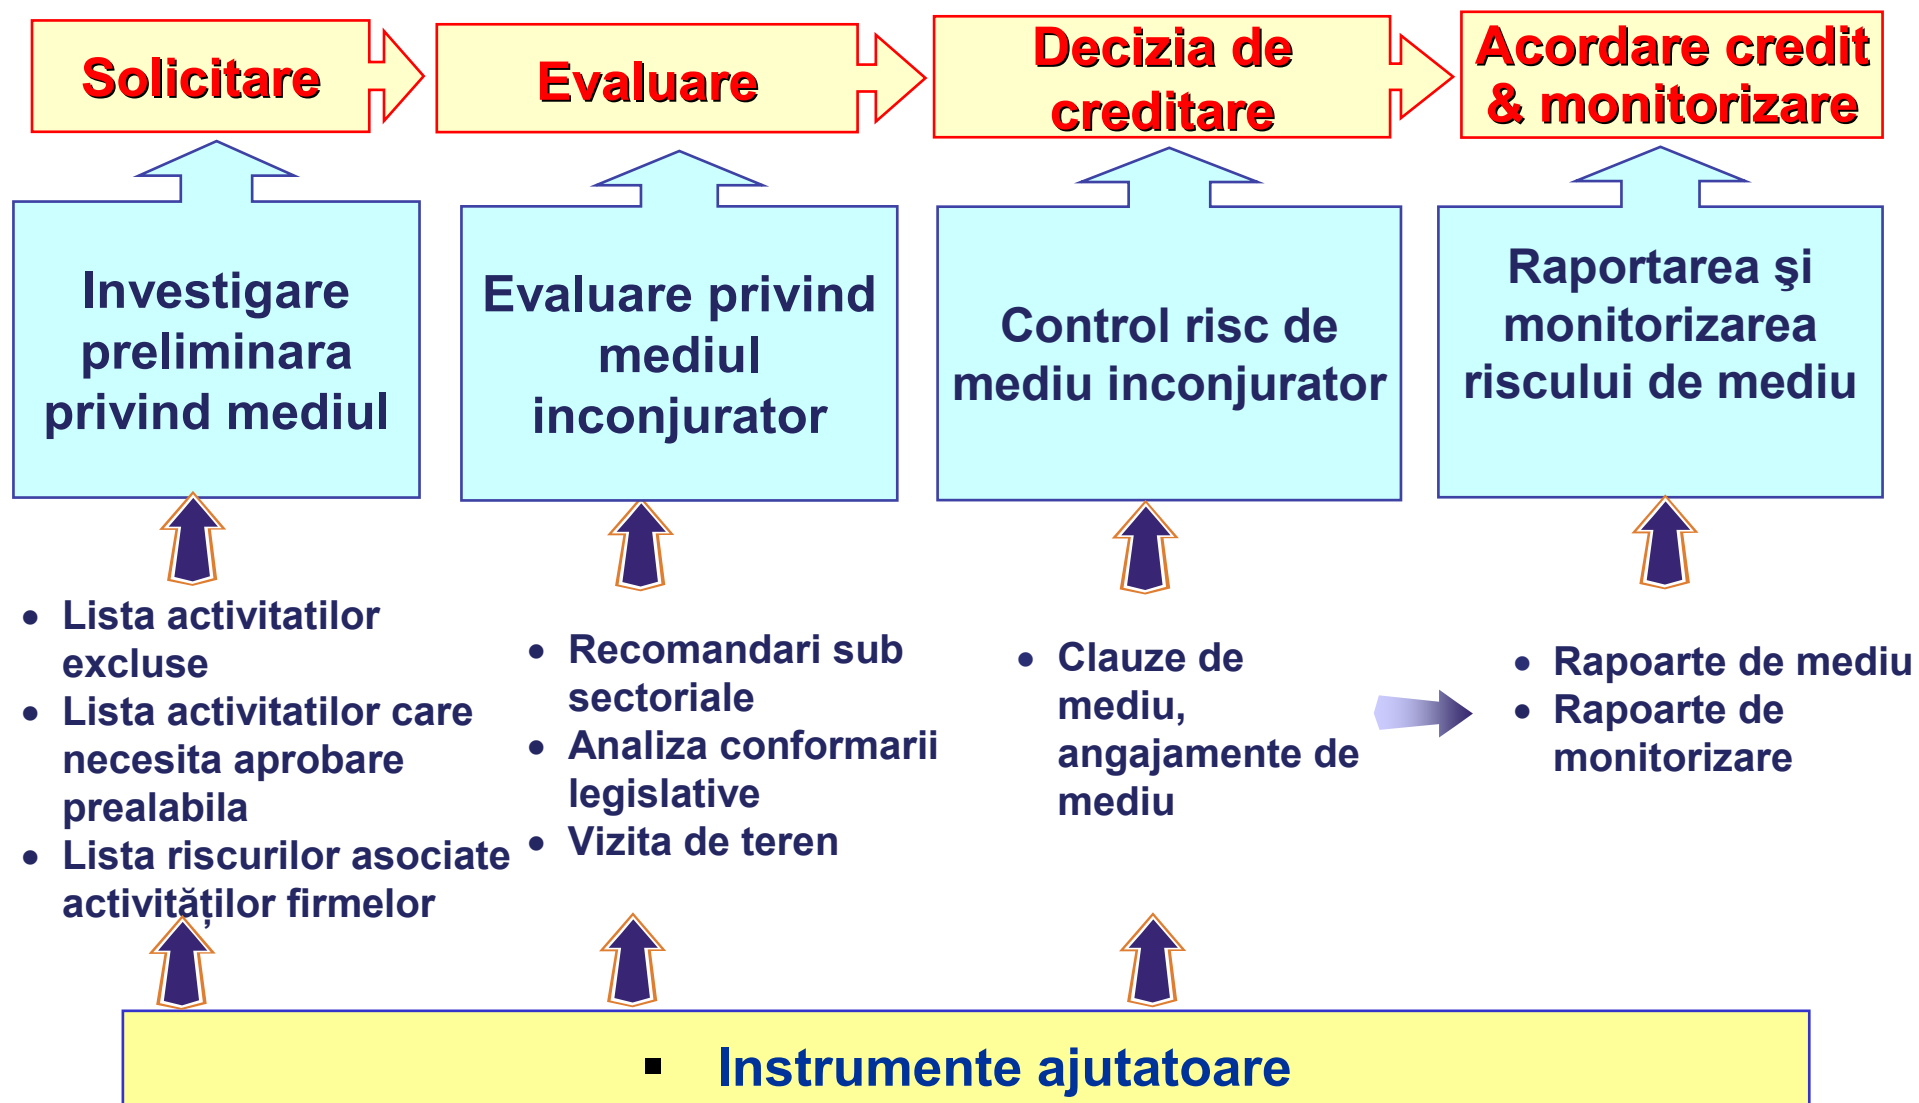 Solicitare
Evaluare
Decizia de
creditare
Acordare credit
& monitorizare
Investigare
preliminara
privind mediul
Evaluare privind
mediul
inconjurator
Control risc de
mediu inconjurator
Raportarea şi
monitorizarea
riscului de mediu
• Lista activitatilor
excluse
• Lista activitatilor care
necesita aprobare
prealabila
• Lista riscurilor asociate
activităților firmelor
• Recomandari sub
sectoriale
• Analiza conformarii
legislative
• Vizita de teren
• Clauze de
mediu,
angajamente de
mediu
• Rapoarte de mediu
• Rapoarte de
monitorizare
▪ Instrumente ajutatoare